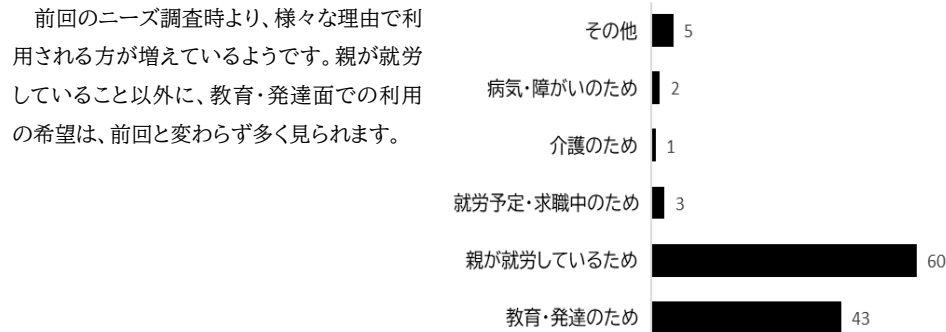 前回のニーズ調査時より、様々な理由で利
用される方が増えているようです。親が就労
していること以外に、教育・発達面での利用
の希望は、前回と変わらず多く見られます。
その他 5
病気・障がいのため 2
介護のため 1
就労予定・求職中のため 3
親が就労しているため 60
教育・発達のため 43